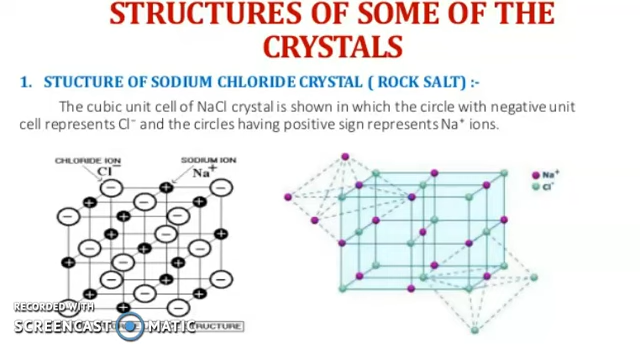 STRUCTURES OF SOME OF THE
CRYSTALS
1. STUCTURE OF SODIUM CHLORIDE CRYSTAL ( ROCK SALT) :-
The cubic unit cell of NaCl crystal is shown in which the circle with negative unit
cell represents Cl⁻ and the circles having positive sign represents Na⁺ ions.
CHLORIDE ION
Cl⁻
SODIUM ION
Na⁺
Na⁺
Cl⁻
RECORDED WITH
SCREENCAST MATIC
STRUCTURE